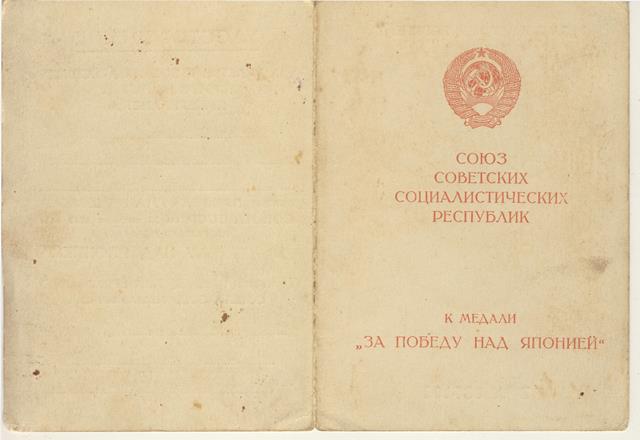 СОЮЗ
СОВЕТСКИХ
СОЦИАЛИСТИЧЕСКИХ
РЕСПУБЛИК
К МЕДАЛИ
„ЗА ПОБЕДУ НАД ЯПОНИЕЙ“